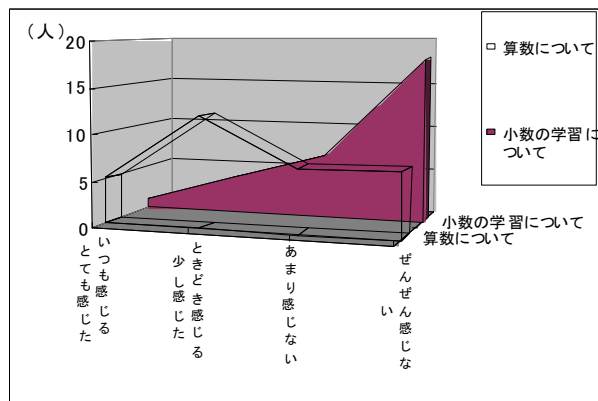 （人）
20
15
10
5
0
いつも感じる
とても感じた
ときどき感じる
少し感じた
あまり感じない
ぜんぜん感じな
い
小数の学習について
算数について
算数について
小数の学習に
ついて